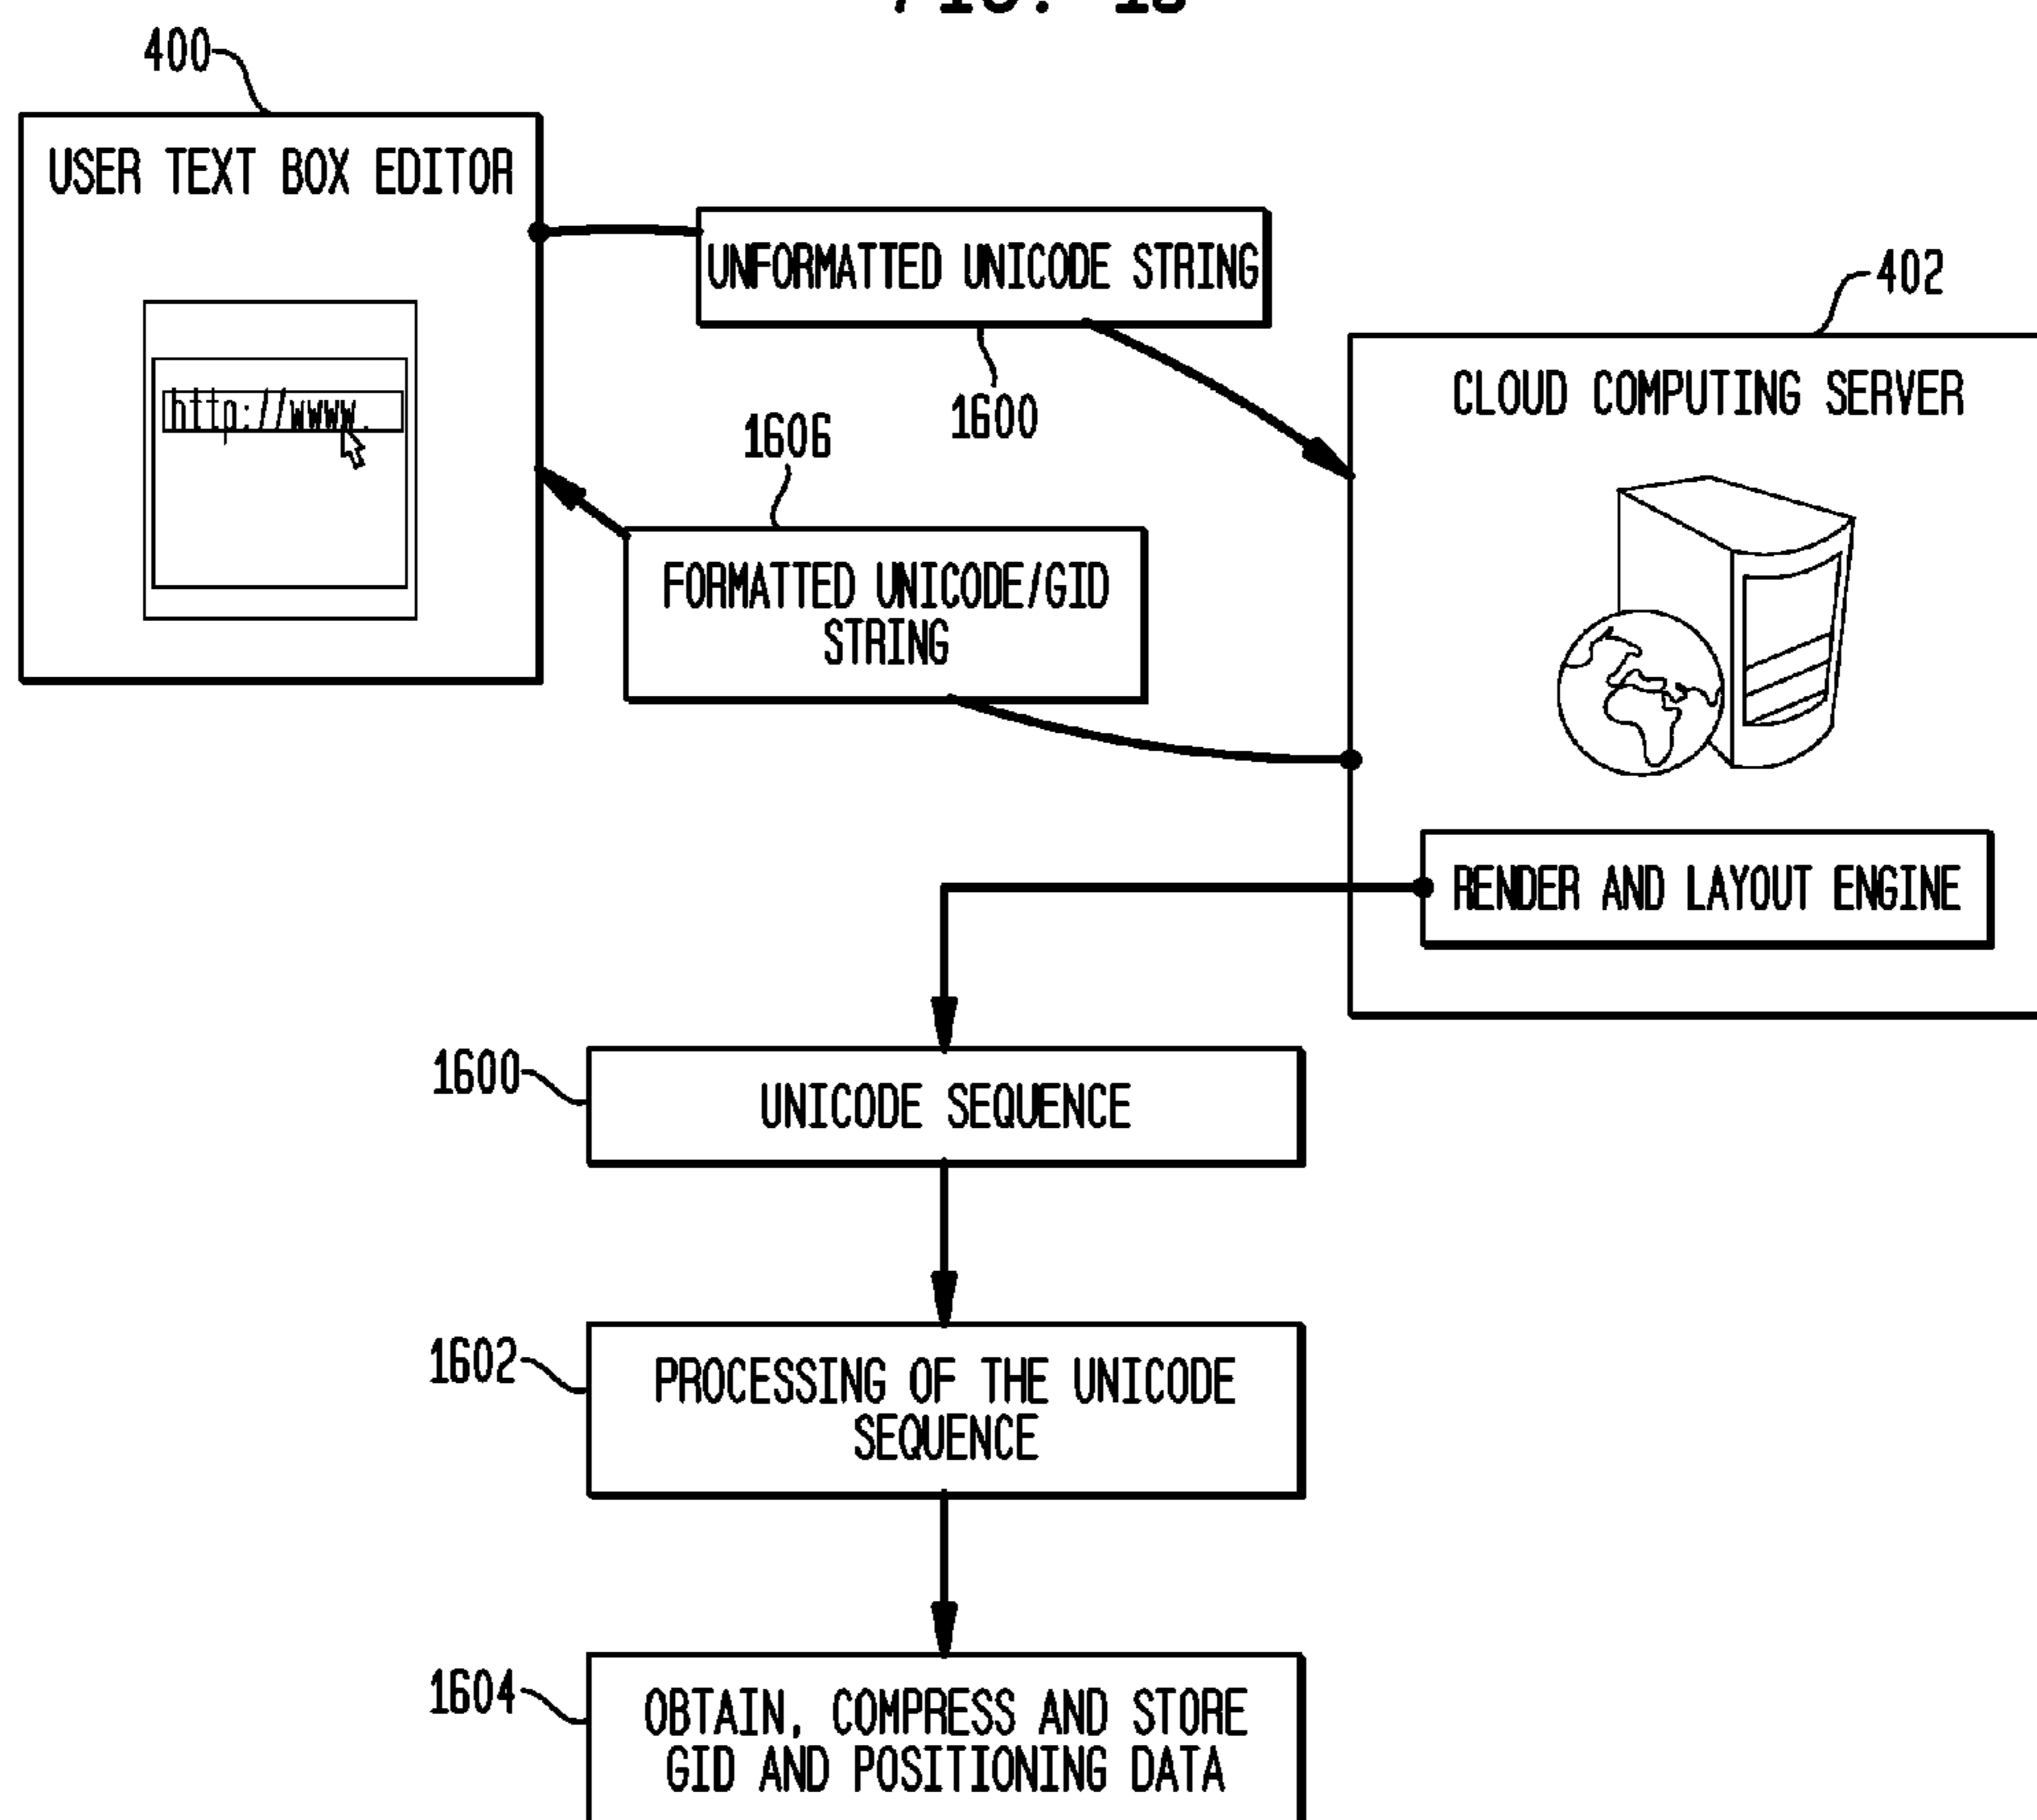 400
USER TEXT BOX EDITOR
http://www.
UNFORMATTED UNICODE STRING
1600
402
CLOUD COMPUTING SERVER
1606
FORMATTED UNICODE/GID
STRING
RENDER AND LAYOUT ENGINE
1600
UNICODE SEQUENCE
1602
PROCESSING OF THE UNICODE
SEQUENCE
1604
OBTAIN, COMPRESS AND STORE
GID AND POSITIONING DATA